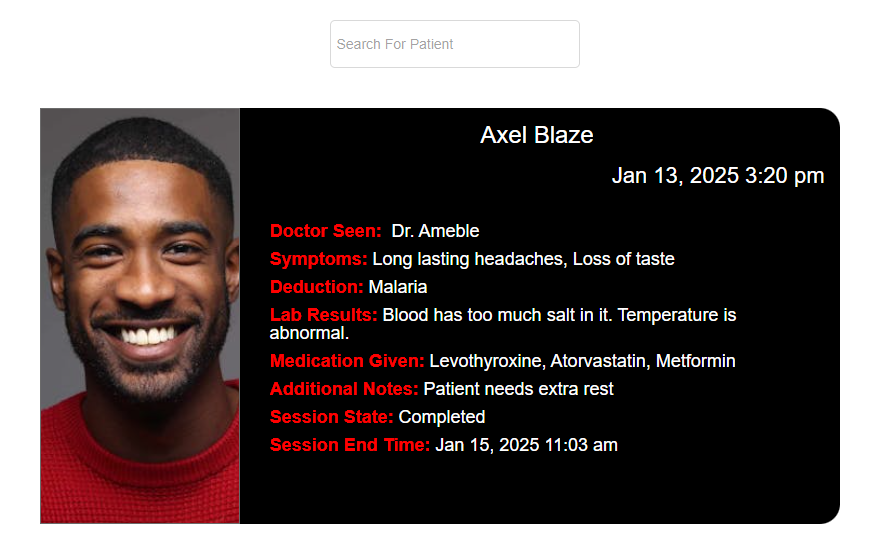 Search For Patient
Axel Blaze
Jan 13, 2025 3:20 pm
Doctor Seen: Dr. Ameble
Symptoms: Long lasting headaches, Loss of taste
Deduction: Malaria
Lab Results: Blood has too much salt in it. Temperature is
abnormal.
Medication Given: Levothyroxine, Atorvastatin, Metformin
Additional Notes: Patient needs extra rest
Session State: Completed
Session End Time: Jan 15, 2025 11:03 am